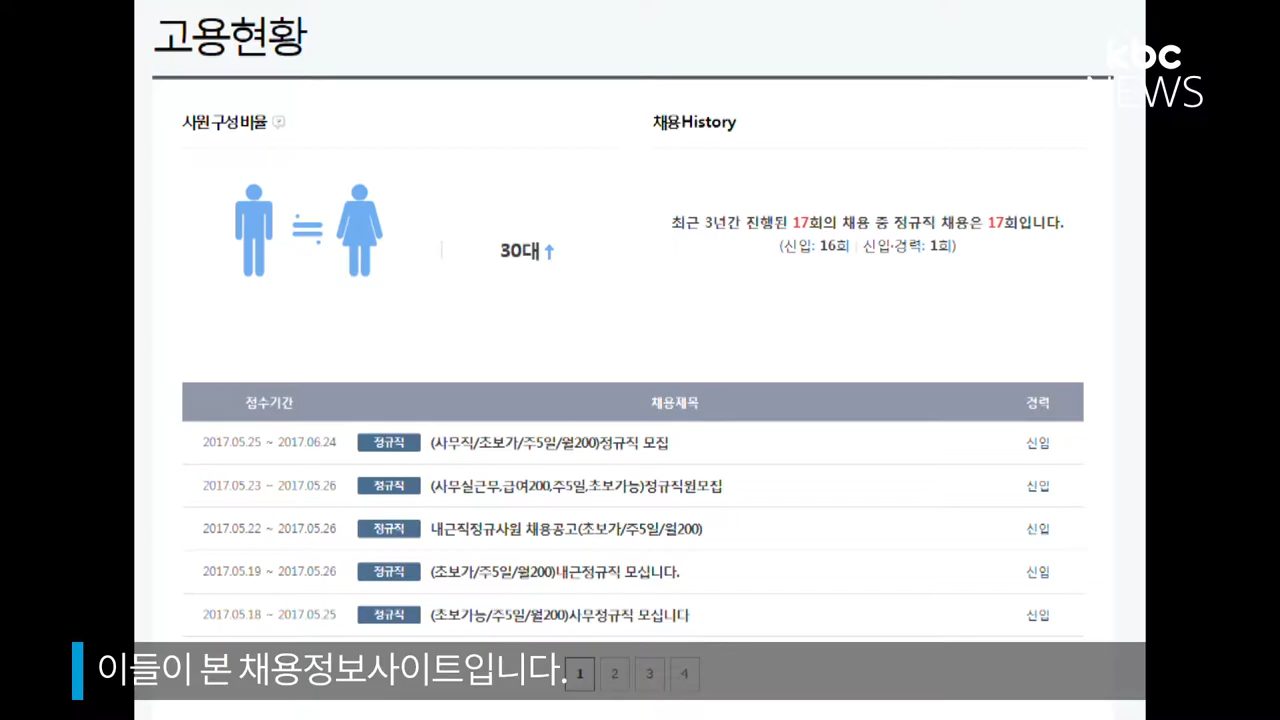 고용현황
kbc
NEWS
사원 구성 비율
채용History
30대
최근 3년간 진행된 17회의 채용 중 정규직 채용은 17회입니다.
(신입: 16회 | 신입·경력: 1회)
접수기간 채용제목 경력
2017.05.25 ~ 2017.06.24 정규직 (사무직/초보가/주5일/월200)정규직 모집 신입
2017.05.23 ~ 2017.05.26 정규직 (사무실근무,급여200,주5일,초보가능)정규직원모집 신입
2017.05.22 ~ 2017.05.26 정규직 내근직정규사원 채용공고(초보가/주5일/월200) 신입
2017.05.19 ~ 2017.05.26 정규직 (초보가/주5일/월200)내근정규직 모십니다. 신입
2017.05.18 ~ 2017.05.25 정규직 (초보가능/주5일/월200)사무정규직 모십니다 신입
이들이 본 채용정보사이트입니다.
1 2 3 4